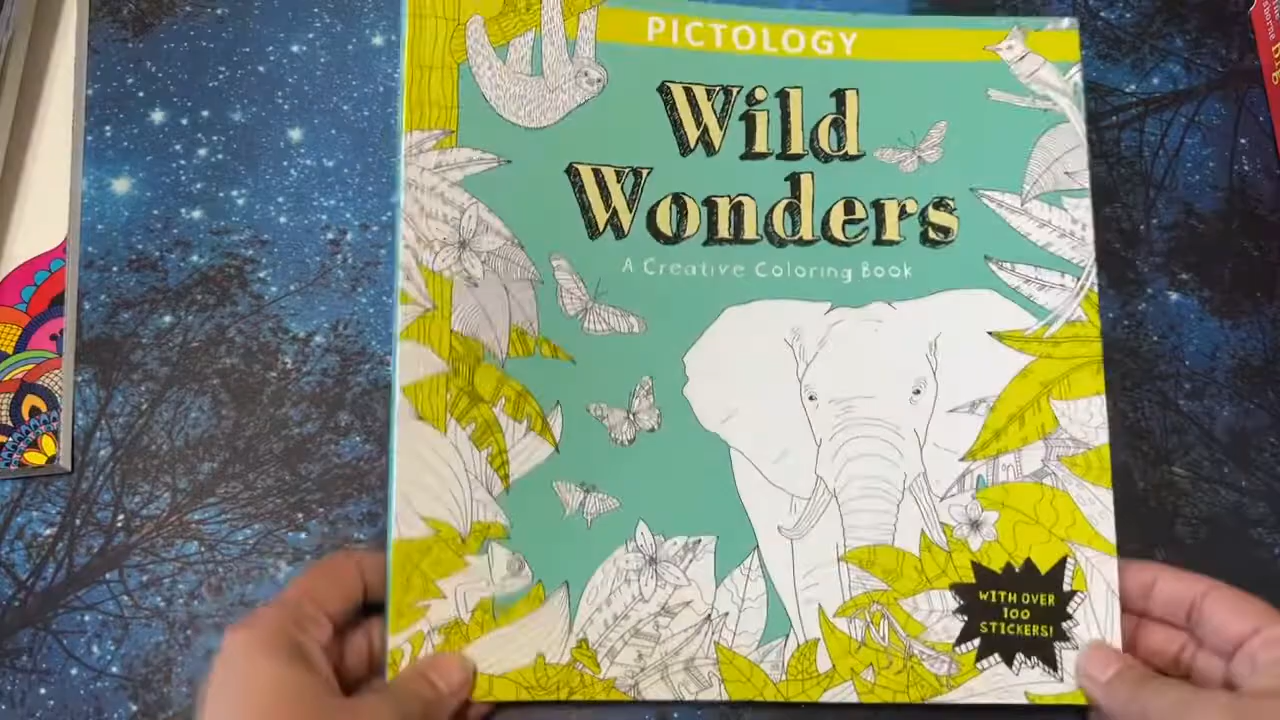 PICTOLOGY
Wild
Wonders
A Creative Coloring Book
WITH OVER
100
STICKERS!